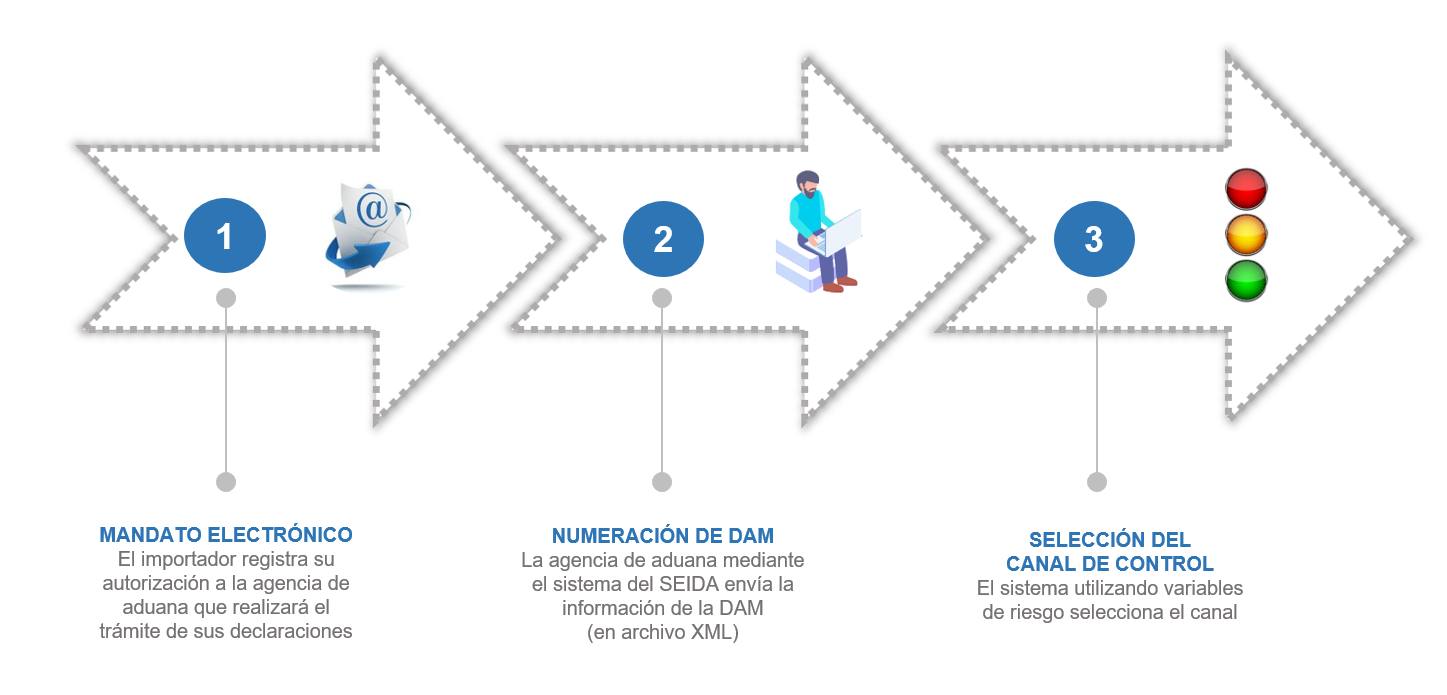 1
@
MANDATO ELECTRÓNICO
El importador registra su
autorización a la agencia de
aduana que realizará el
trámite de sus declaraciones
2
NUMERACIÓN DE DAM
La agencia de aduana mediante
el sistema del SEIDA envía la
información de la DAM
(en archivo XML)
3
SELECCIÓN DEL
CANAL DE CONTROL
El sistema utilizando variables
de riesgo selecciona el canal